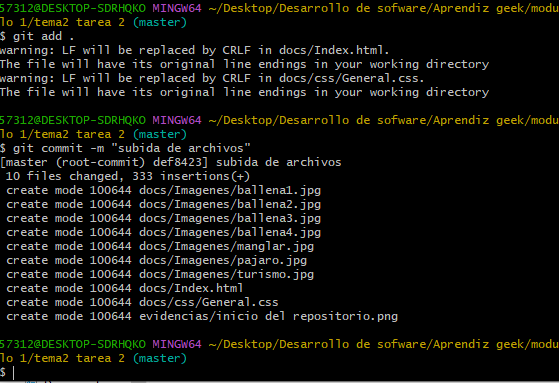 57312@DESKTOP-SDRHQKO MINGW64 ~/Desktop/Desarrollo de sofware/Aprendiz geek/modu
lo 1/tema2 tarea 2 (master)
$ git add .
warning: LF will be replaced by CRLF in docs/Index.html.
The file will have its original line endings in your working directory
warning: LF will be replaced by CRLF in docs/css/General.css.
The file will have its original line endings in your working directory
57312@DESKTOP-SDRHQKO MINGW64 ~/Desktop/Desarrollo de sofware/Aprendiz geek/modu
lo 1/tema2 tarea 2 (master)
$ git commit -m "subida de archivos"
[master (root-commit) def8423] subida de archivos
10 files changed, 333 insertions(+)
create mode 100644 docs/Imagenes/ballena1.jpg
create mode 100644 docs/Imagenes/ballena2.jpg
create mode 100644 docs/Imagenes/ballena3.jpg
create mode 100644 docs/Imagenes/ballena4.jpg
create mode 100644 docs/Imagenes/manglar.jpg
create mode 100644 docs/Imagenes/pajaro.jpg
create mode 100644 docs/Imagenes/turismo.jpg
create mode 100644 docs/Index.html
create mode 100644 docs/css/General.css
create mode 100644 evidencias/inicio del repositorio.png
57312@DESKTOP-SDRHQKO MINGW64 ~/Desktop/Desarrollo de sofware/Aprendiz geek/modu
lo 1/tema2 tarea 2 (master)
$